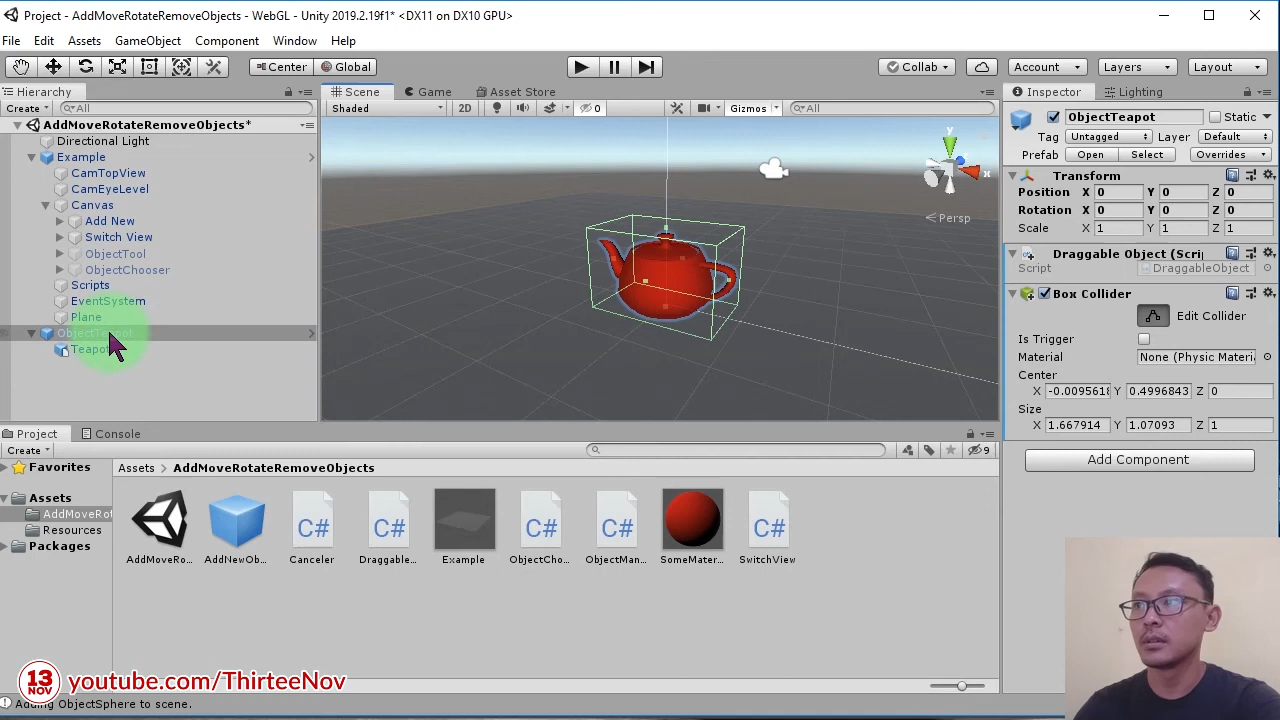 Project - AddMoveRotateRemoveObjects - WebGL - Unity 2019.2.19f1* <DX11 on DX10 GPU>
File Edit Assets GameObject Component Window Help
Center Global Collab Account Layers Layout
Hierarchy
Create All
AddMoveRotateRemoveObjects*
Directional Light
Example
CamTopView
CamEyeLevel
Canvas
Add New
Switch View
ObjectTool
ObjectChooser
Scripts
EventSystem
Plane
ObjectTeapot
Teapot
Scene Game Asset Store
Shaded 2D 0 Gizmos All
y
x
Persp
Inspector Lighting
ObjectTeapot Static
Tag Untagged Layer Default
Prefab Open Select Overrides
Transform
Position X 0 Y 0 Z 0
Rotation X 0 Y 0 Z 0
Scale X 1 Y 1 Z 1
Draggable Object (Scri
Script DraggableObject
Box Collider
Edit Collider
Is Trigger
Material None (Physic Materi
Center
X -0.009561 Y 0.4996843 Z 0
Size
X 1.667914 Y 1.07093 Z 1
Add Component
Project Console
Create 9
Favorites
Assets
AddMoveRot
Resources
Packages
Assets > AddMoveRotateRemoveObjects
AddMoveRo... AddNewOb... Canceler Draggable... Example ObjectCho... ObjectMan... SomeMater... SwitchView
C# C# C# C# C#
13 NOV youtube.com/ThirteeNov
Adding ObjectSphere to scene.